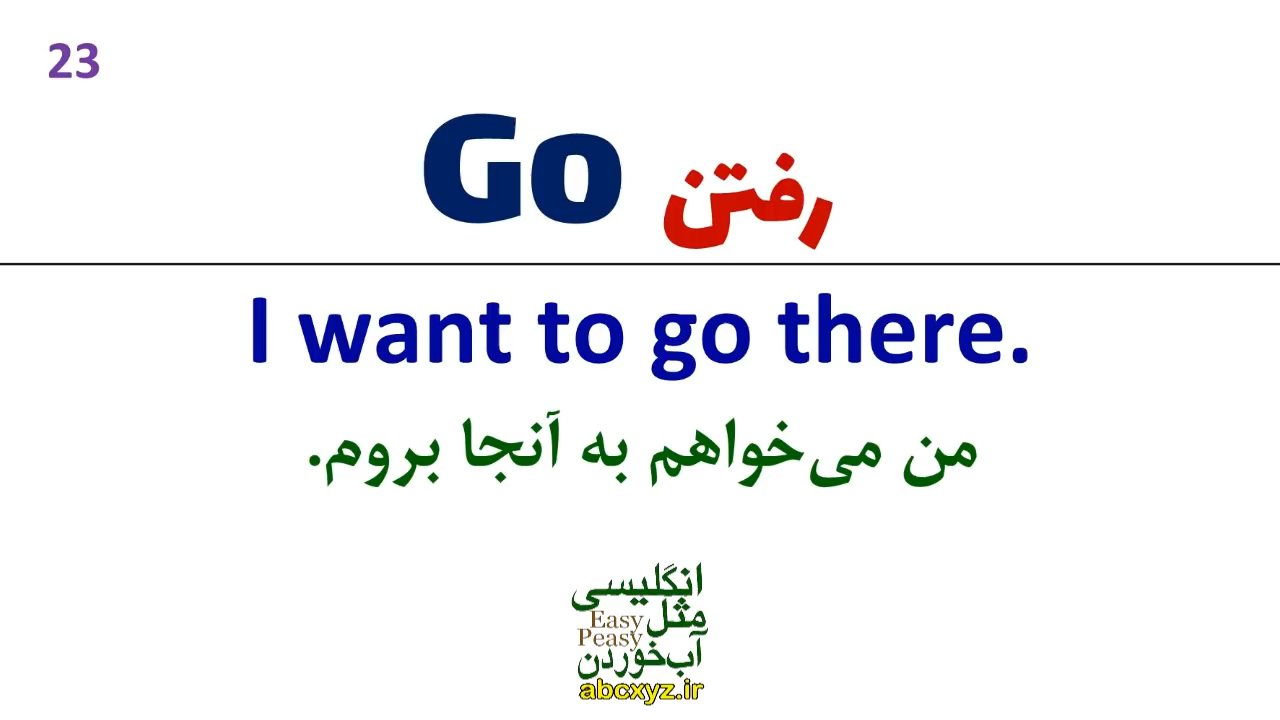 23
Go رفتن
I want to go there.
من می‌خواهم به آنجا بروم.
انگلیسی
مثل
Easy
Peasy
آب‌خوردن
abcxyz.ir